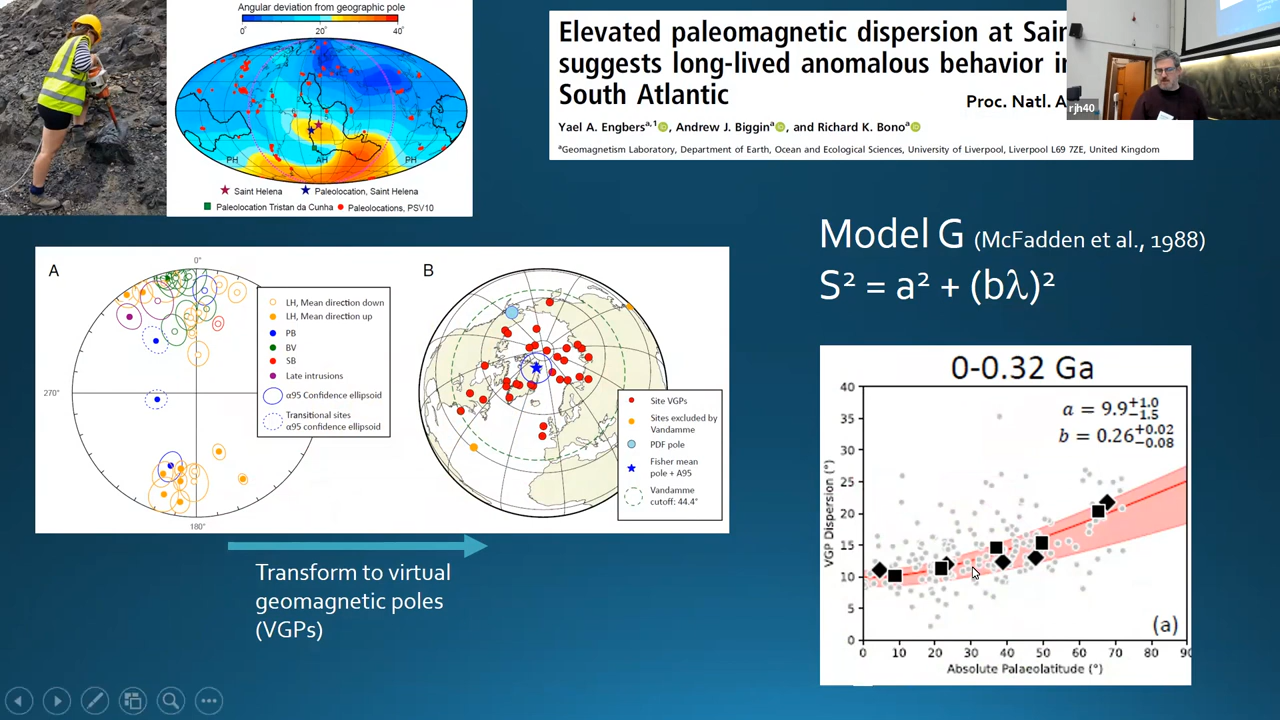 Angular deviation from geographic pole
0° 20° 40°
PH AH PH
Saint Helena Paleolocation, Saint Helena
Paleolocation Tristan da Cunha Paleolocations, PSV10
Elevated paleomagnetic dispersion at Sain
suggests long-lived anomalous behavior in
South Atlantic
Proc. Natl. A
Yael A. Engbers, Andrew J. Biggin, and Richard K. Bono
aGeomagnetism Laboratory, Department of Earth, Ocean and Ecological Sciences, University of Liverpool, Liverpool L69 7ZE, United Kingdom
rjh40
Model G (McFadden et al., 1988)
S² = a² + (bλ)²
A
0°
270°
180°
LH, Mean direction down
LH, Mean direction up
PB
BV
SB
Late intrusions
α95 Confidence ellipsoid
Transitional sites
α95 confidence ellipsoid
B
Site VGPs
Sites excluded by
Vandamme
PDF pole
Fisher mean
pole + A95
Vandamme
cutoff: 44.4°
Transform to virtual
geomagnetic poles
(VGPs)
0-0.32 Ga
a = 9.9+1.0−1.5
b = 0.26+0.02−0.08
VGP Dispersion (°)
40
35
30
25
20
15
10
5
0
(a)
0 10 20 30 40 50 60 70 80 90
Absolute Palaeolatitude (°)